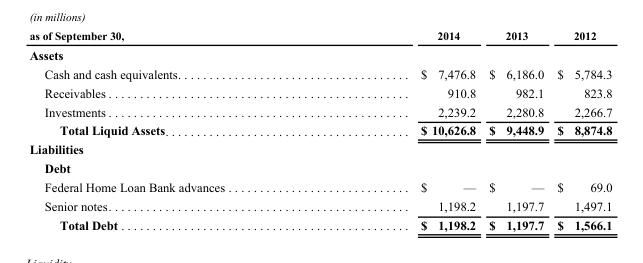 (in millions)
as of September 30, 2014 2013 2012
Assets
Cash and cash equivalents. . . . . . . . . . . . . . . . . . . . . . . . . . . . . . . . . . . . . . $ 7,476.8 $ 6,186.0 $ 5,784.3
Receivables . . . . . . . . . . . . . . . . . . . . . . . . . . . . . . . . . . . . . . . . . . . . . . . . . 910.8 982.1 823.8
Investments . . . . . . . . . . . . . . . . . . . . . . . . . . . . . . . . . . . . . . . . . . . . . . . . . 2,239.2 2,280.8 2,266.7
Total Liquid Assets. . . . . . . . . . . . . . . . . . . . . . . . . . . . . . . . . . . . . . . . $ 10,626.8 $ 9,448.9 $ 8,874.8
Liabilities
Debt
Federal Home Loan Bank advances . . . . . . . . . . . . . . . . . . . . . . . . . . . . . $ — $ — $ 69.0
Senior notes. . . . . . . . . . . . . . . . . . . . . . . . . . . . . . . . . . . . . . . . . . . . . . . . . 1,198.2 1,197.7 1,497.1
Total Debt . . . . . . . . . . . . . . . . . . . . . . . . . . . . . . . . . . . . . . . . . . . . . . . $ 1,198.2 $ 1,197.7 $ 1,566.1
Liquidity